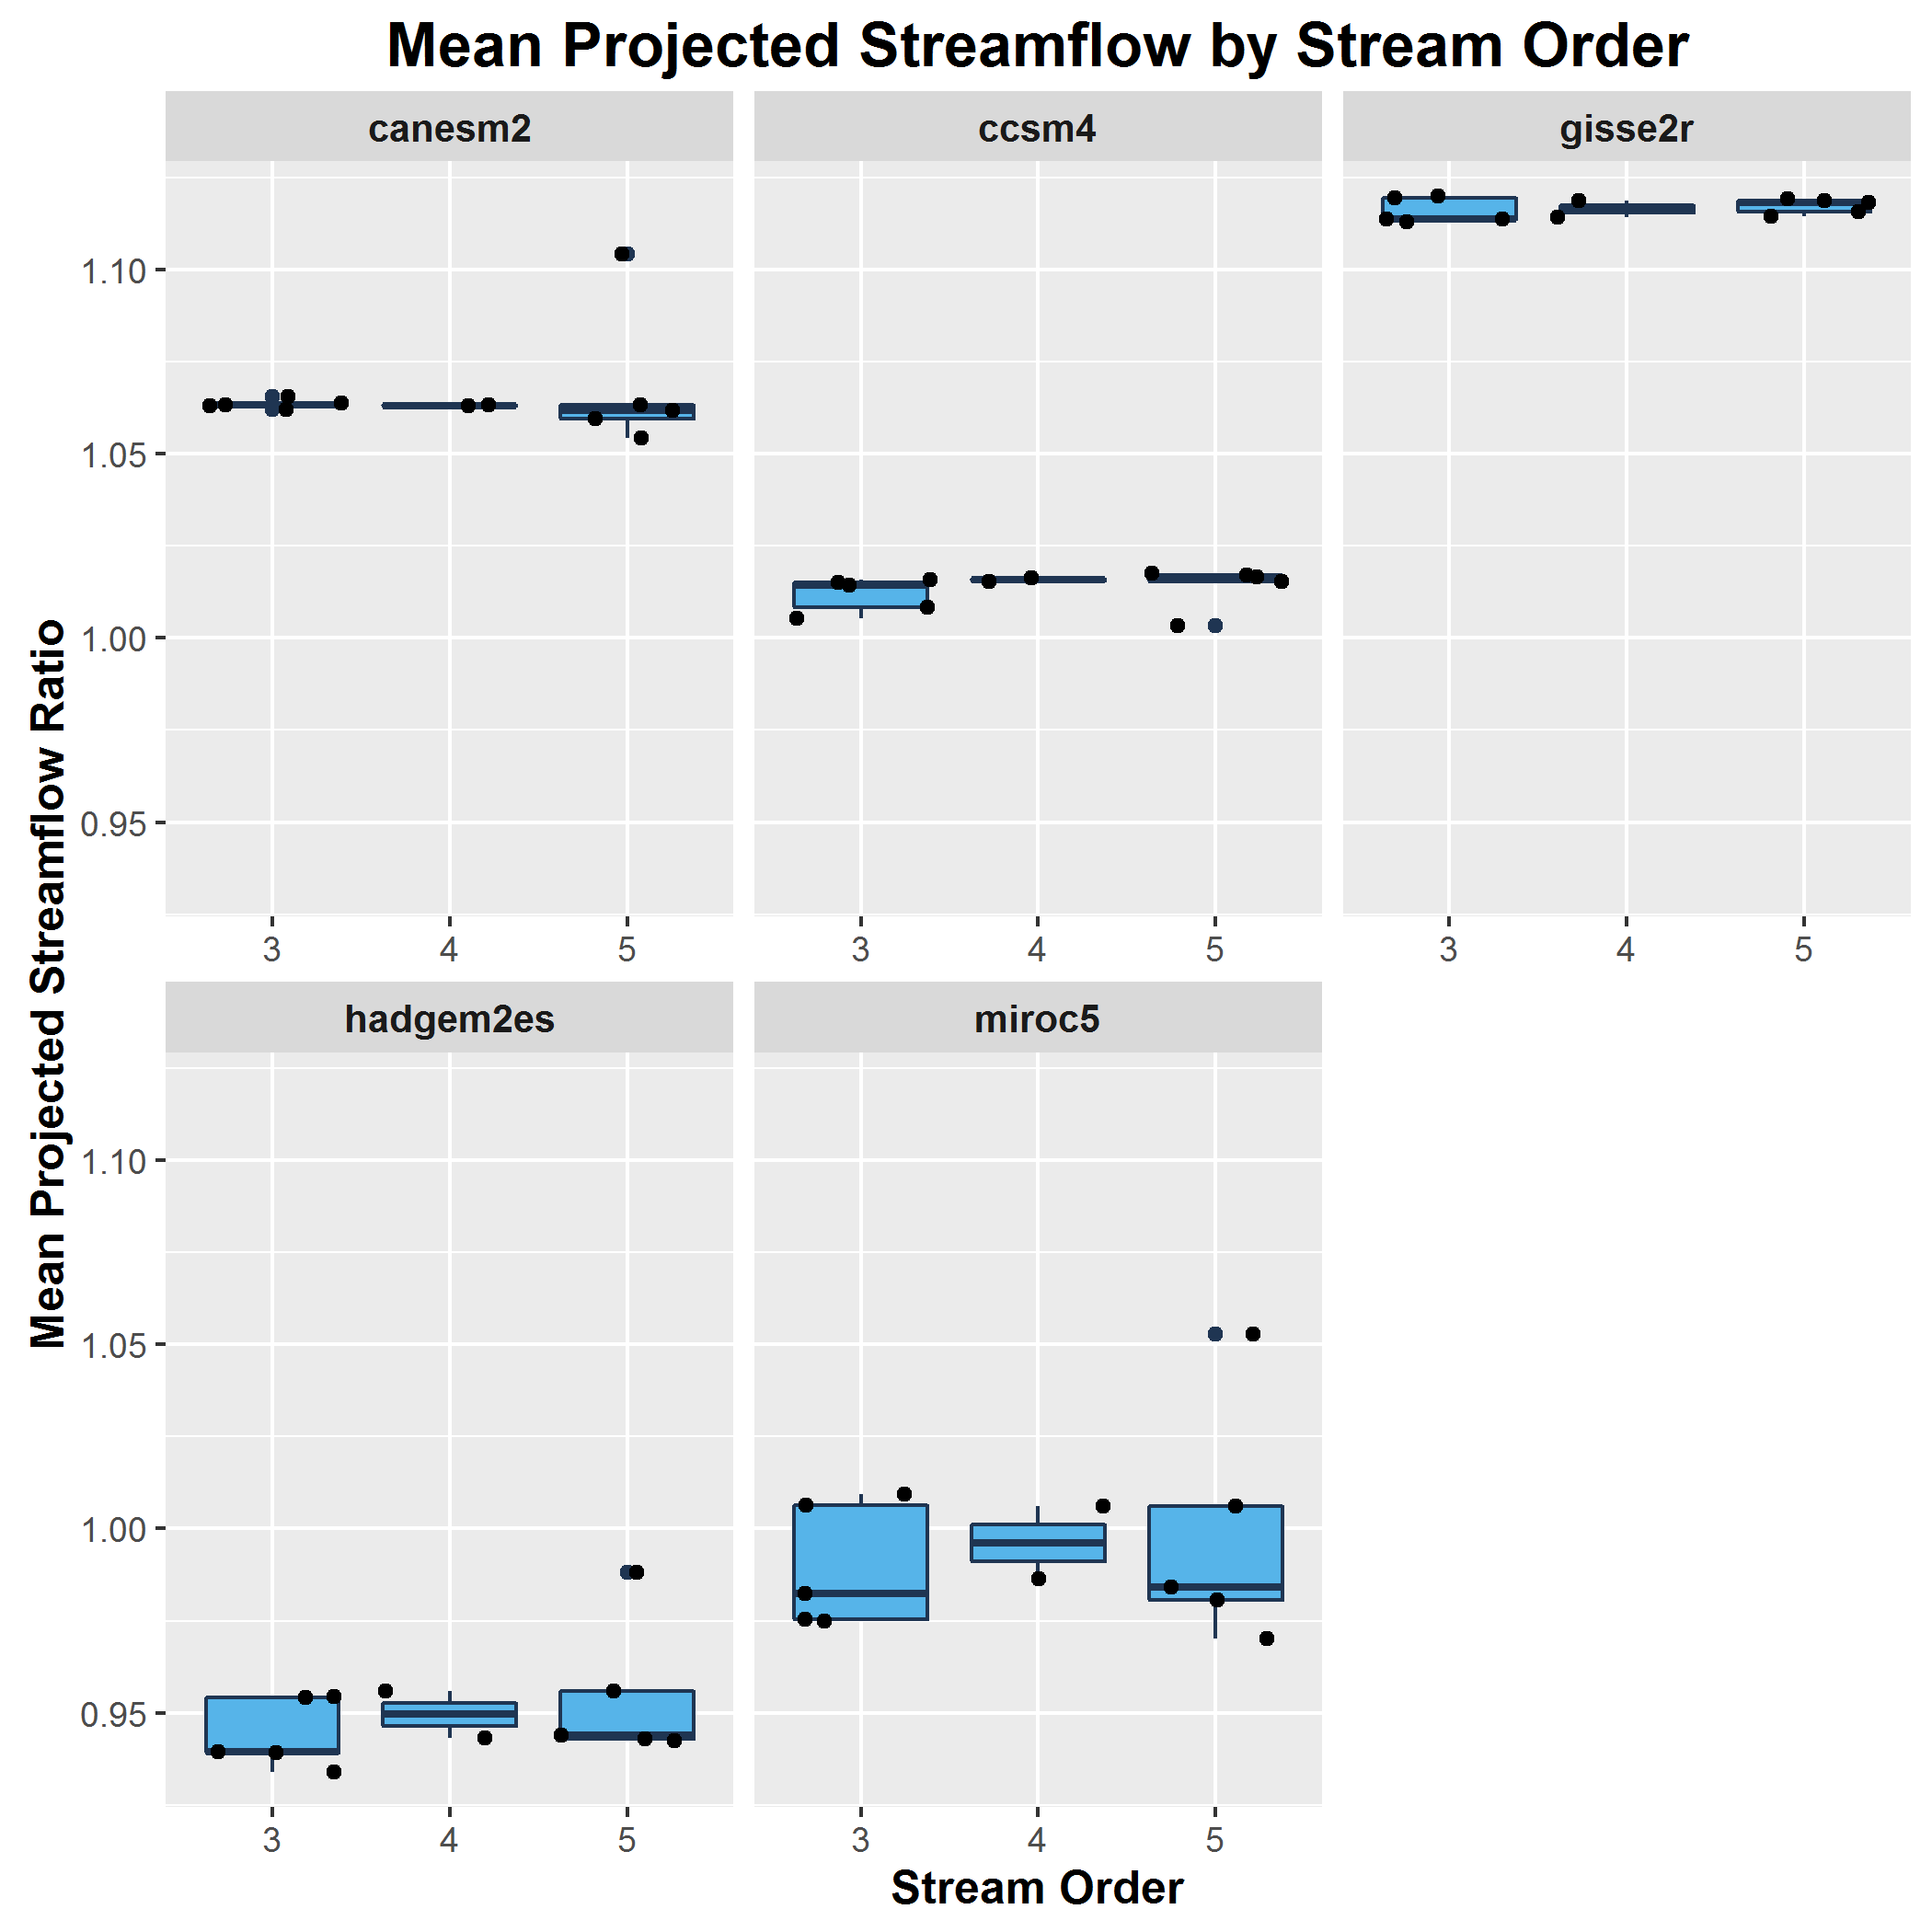 Mean Projected Streamflow by Stream Order
canesm2
ccsm4
gisse2r
1.10
1.05
1.00
0.95
3 4 5
3 4 5
3 4 5
Mean Projected Streamflow Ratio
hadgem2es
miroc5
1.10
1.05
1.00
0.95
3 4 5
3 4 5
Stream Order